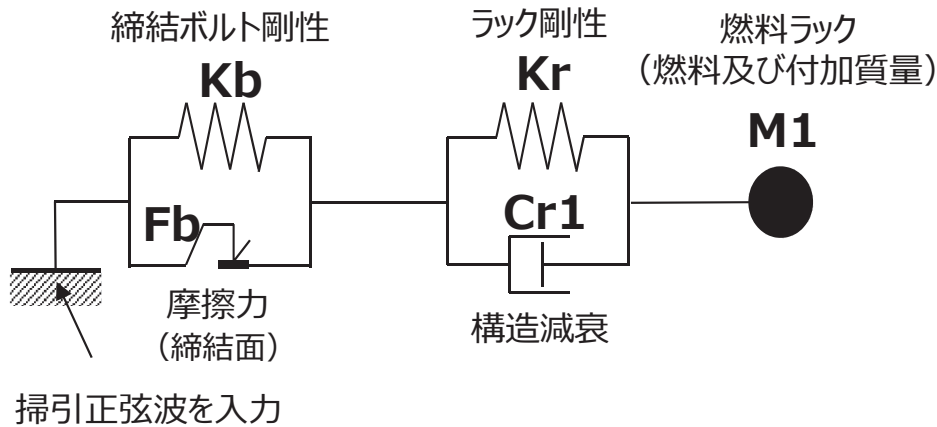 締結ボルト剛性
Kb
ラック剛性
Kr
燃料ラック
（燃料及び付加質量）
M1
Fb
Cr1
摩擦力
（締結面）
構造減衰
掃引正弦波を入力